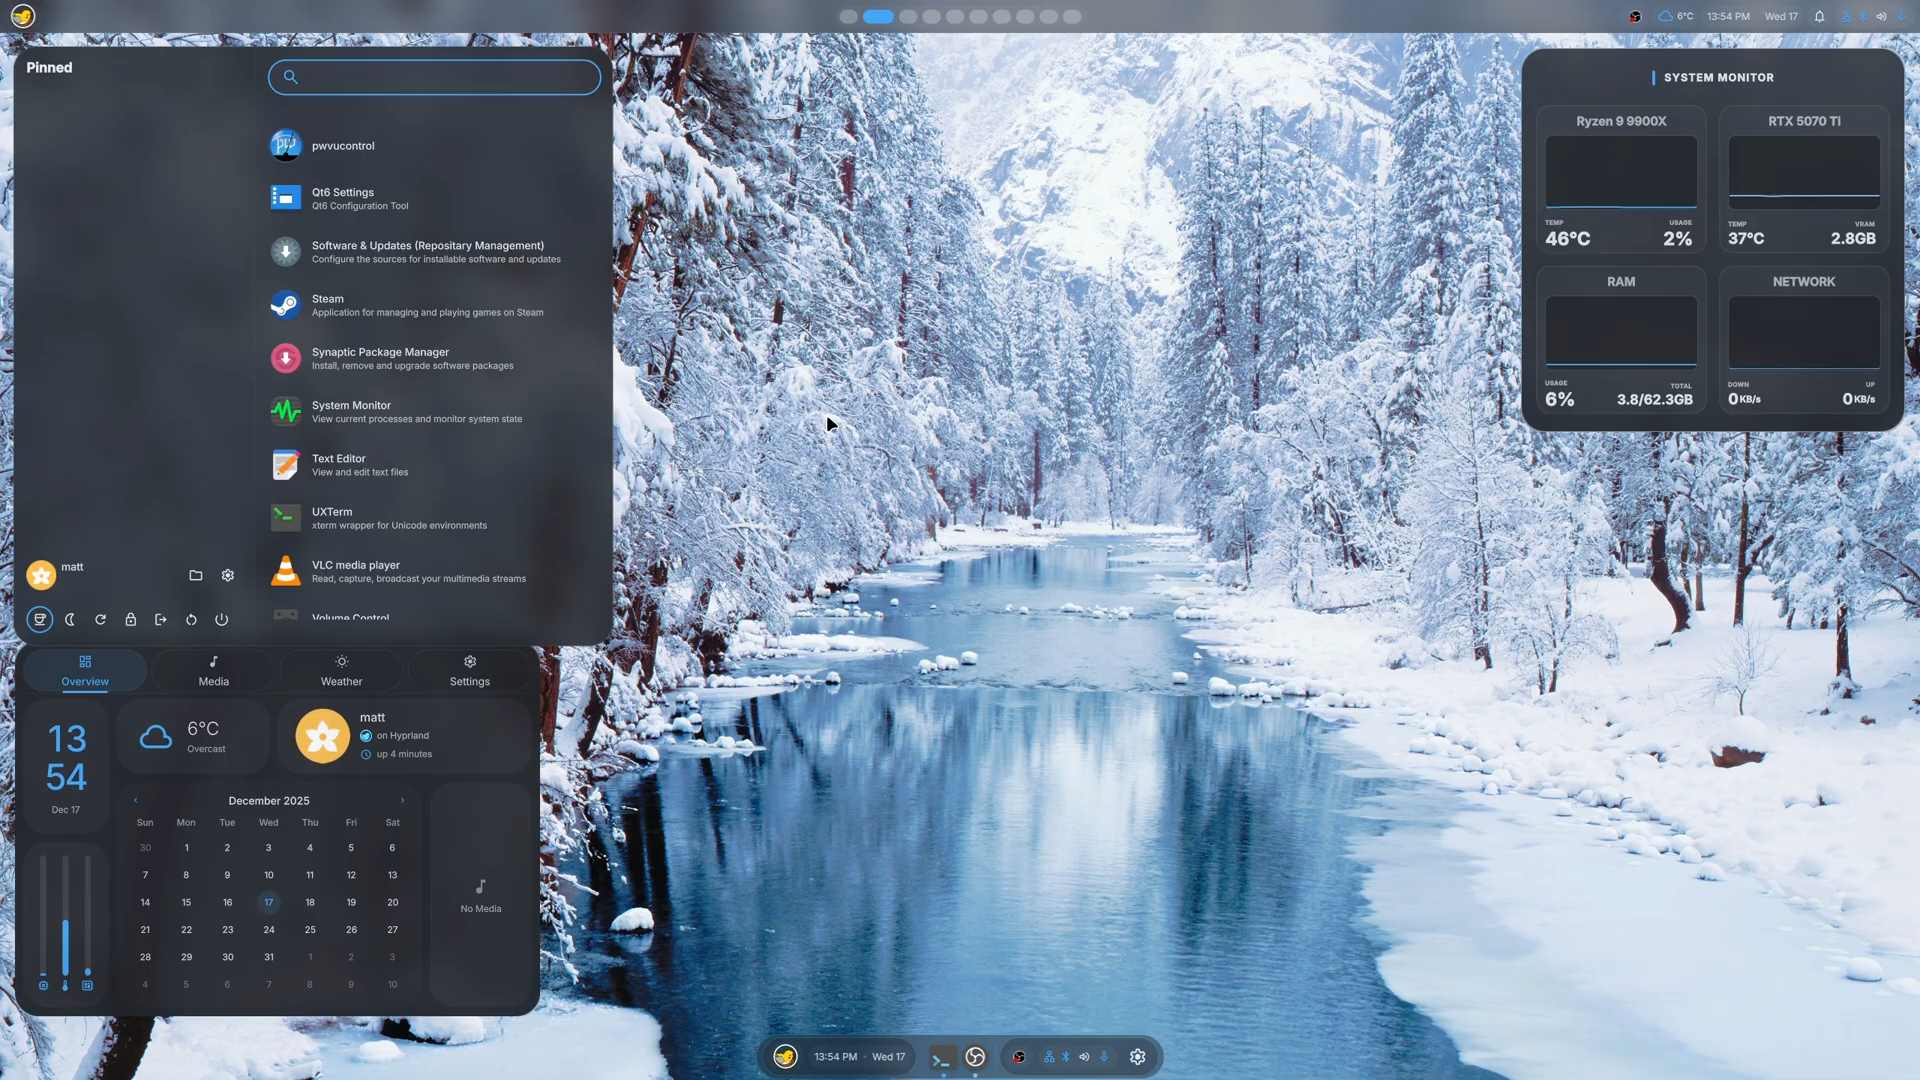 6°C 13:54 PM Wed 17
Pinned
pwvucontrol
Qt6 Settings
Qt6 Configuration Tool
Software & Updates (Repositary Management)
Configure the sources for installable software and updates
Steam
Application for managing and playing games on Steam
Synaptic Package Manager
Install, remove and upgrade software packages
System Monitor
View current processes and monitor system state
Text Editor
View and edit text files
UXTerm
xterm wrapper for Unicode environments
VLC media player
Read, capture, broadcast your multimedia streams
Volume Control
matt
Overview Media Weather Settings
13
54
Dec 17
6°C
Overcast
matt
on Hyprland
up 4 minutes
December 2025
Sun Mon Tue Wed Thu Fri Sat
30 1 2 3 4 5 6
7 8 9 10 11 12 13
14 15 16 17 18 19 20
21 22 23 24 25 26 27
28 29 30 31 1 2 3
4 5 6 7 8 9 10
No Media
SYSTEM MONITOR
Ryzen 9 9900X
TEMP USAGE
46°C 2%
RTX 5070 Ti
TEMP VRAM
37°C 2.8GB
RAM
USAGE TOTAL
6% 3.8/62.3GB
NETWORK
DOWN UP
0KB/s 0KB/s
13:54 PM • Wed 17